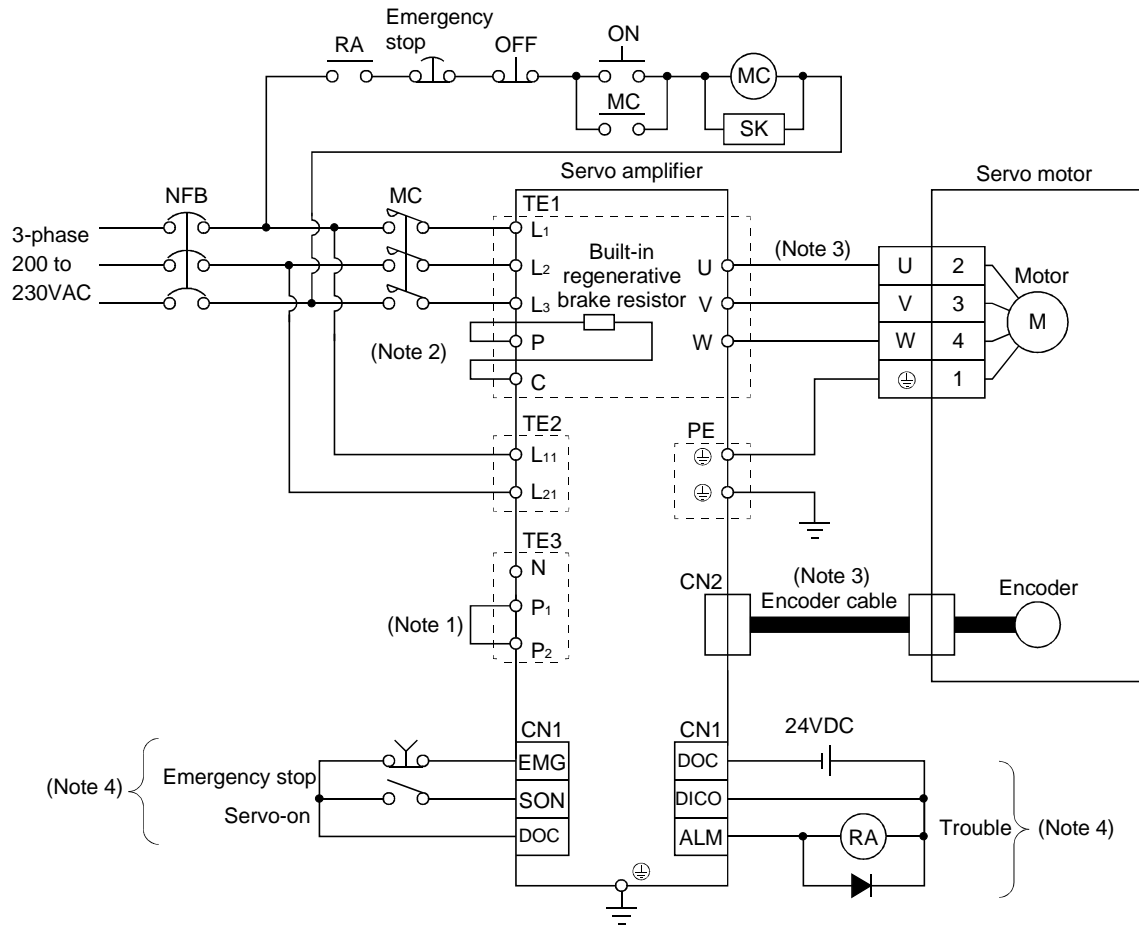 Emergency
stop
RA
OFF
ON
MC
MC
SK
Servo amplifier
Servo motor
NFB
MC
TE1
3-phase
200 to
230VAC
L1
L2
L3
P
C
Built-in
regenerative
brake resistor
(Note 2)
U
V
W
(Note 3)
U 2
V 3
W 4
1
Motor
M
TE2
L11
L21
PE
TE3
N
P1
P2
(Note 1)
CN2
(Note 3)
Encoder cable
Encoder
CN1
EMG
SON
DOC
(Note 4)
Emergency stop
Servo-on
CN1
DOC
DICO
ALM
24VDC
RA
Trouble
(Note 4)